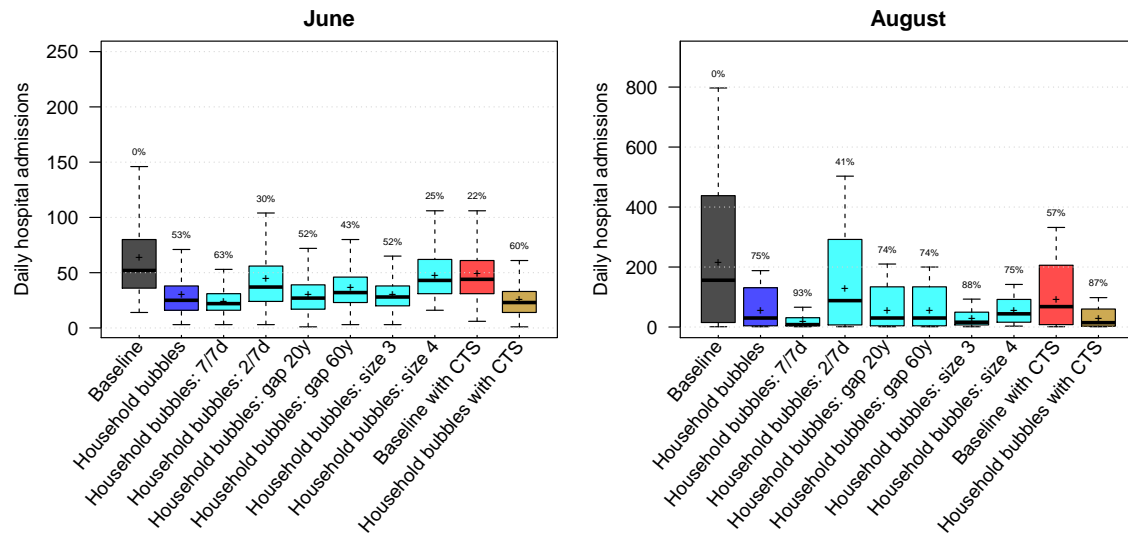 June
Daily hospital admissions
250
200
150
100
50
0
0%
53%
63%
30%
52%
43%
52%
25%
22%
60%
Baseline
Household bubbles
Household bubbles: 7/7d
Household bubbles: 2/7d
Household bubbles: gap 20y
Household bubbles: gap 60y
Household bubbles: size 3
Household bubbles: size 4
Baseline with CTS
Household bubbles with CTS
August
Daily hospital admissions
800
600
400
200
0
0%
75%
93%
41%
74%
74%
88%
75%
57%
87%
Baseline
Household bubbles
Household bubbles: 7/7d
Household bubbles: 2/7d
Household bubbles: gap 20y
Household bubbles: gap 60y
Household bubbles: size 3
Household bubbles: size 4
Baseline with CTS
Household bubbles with CTS